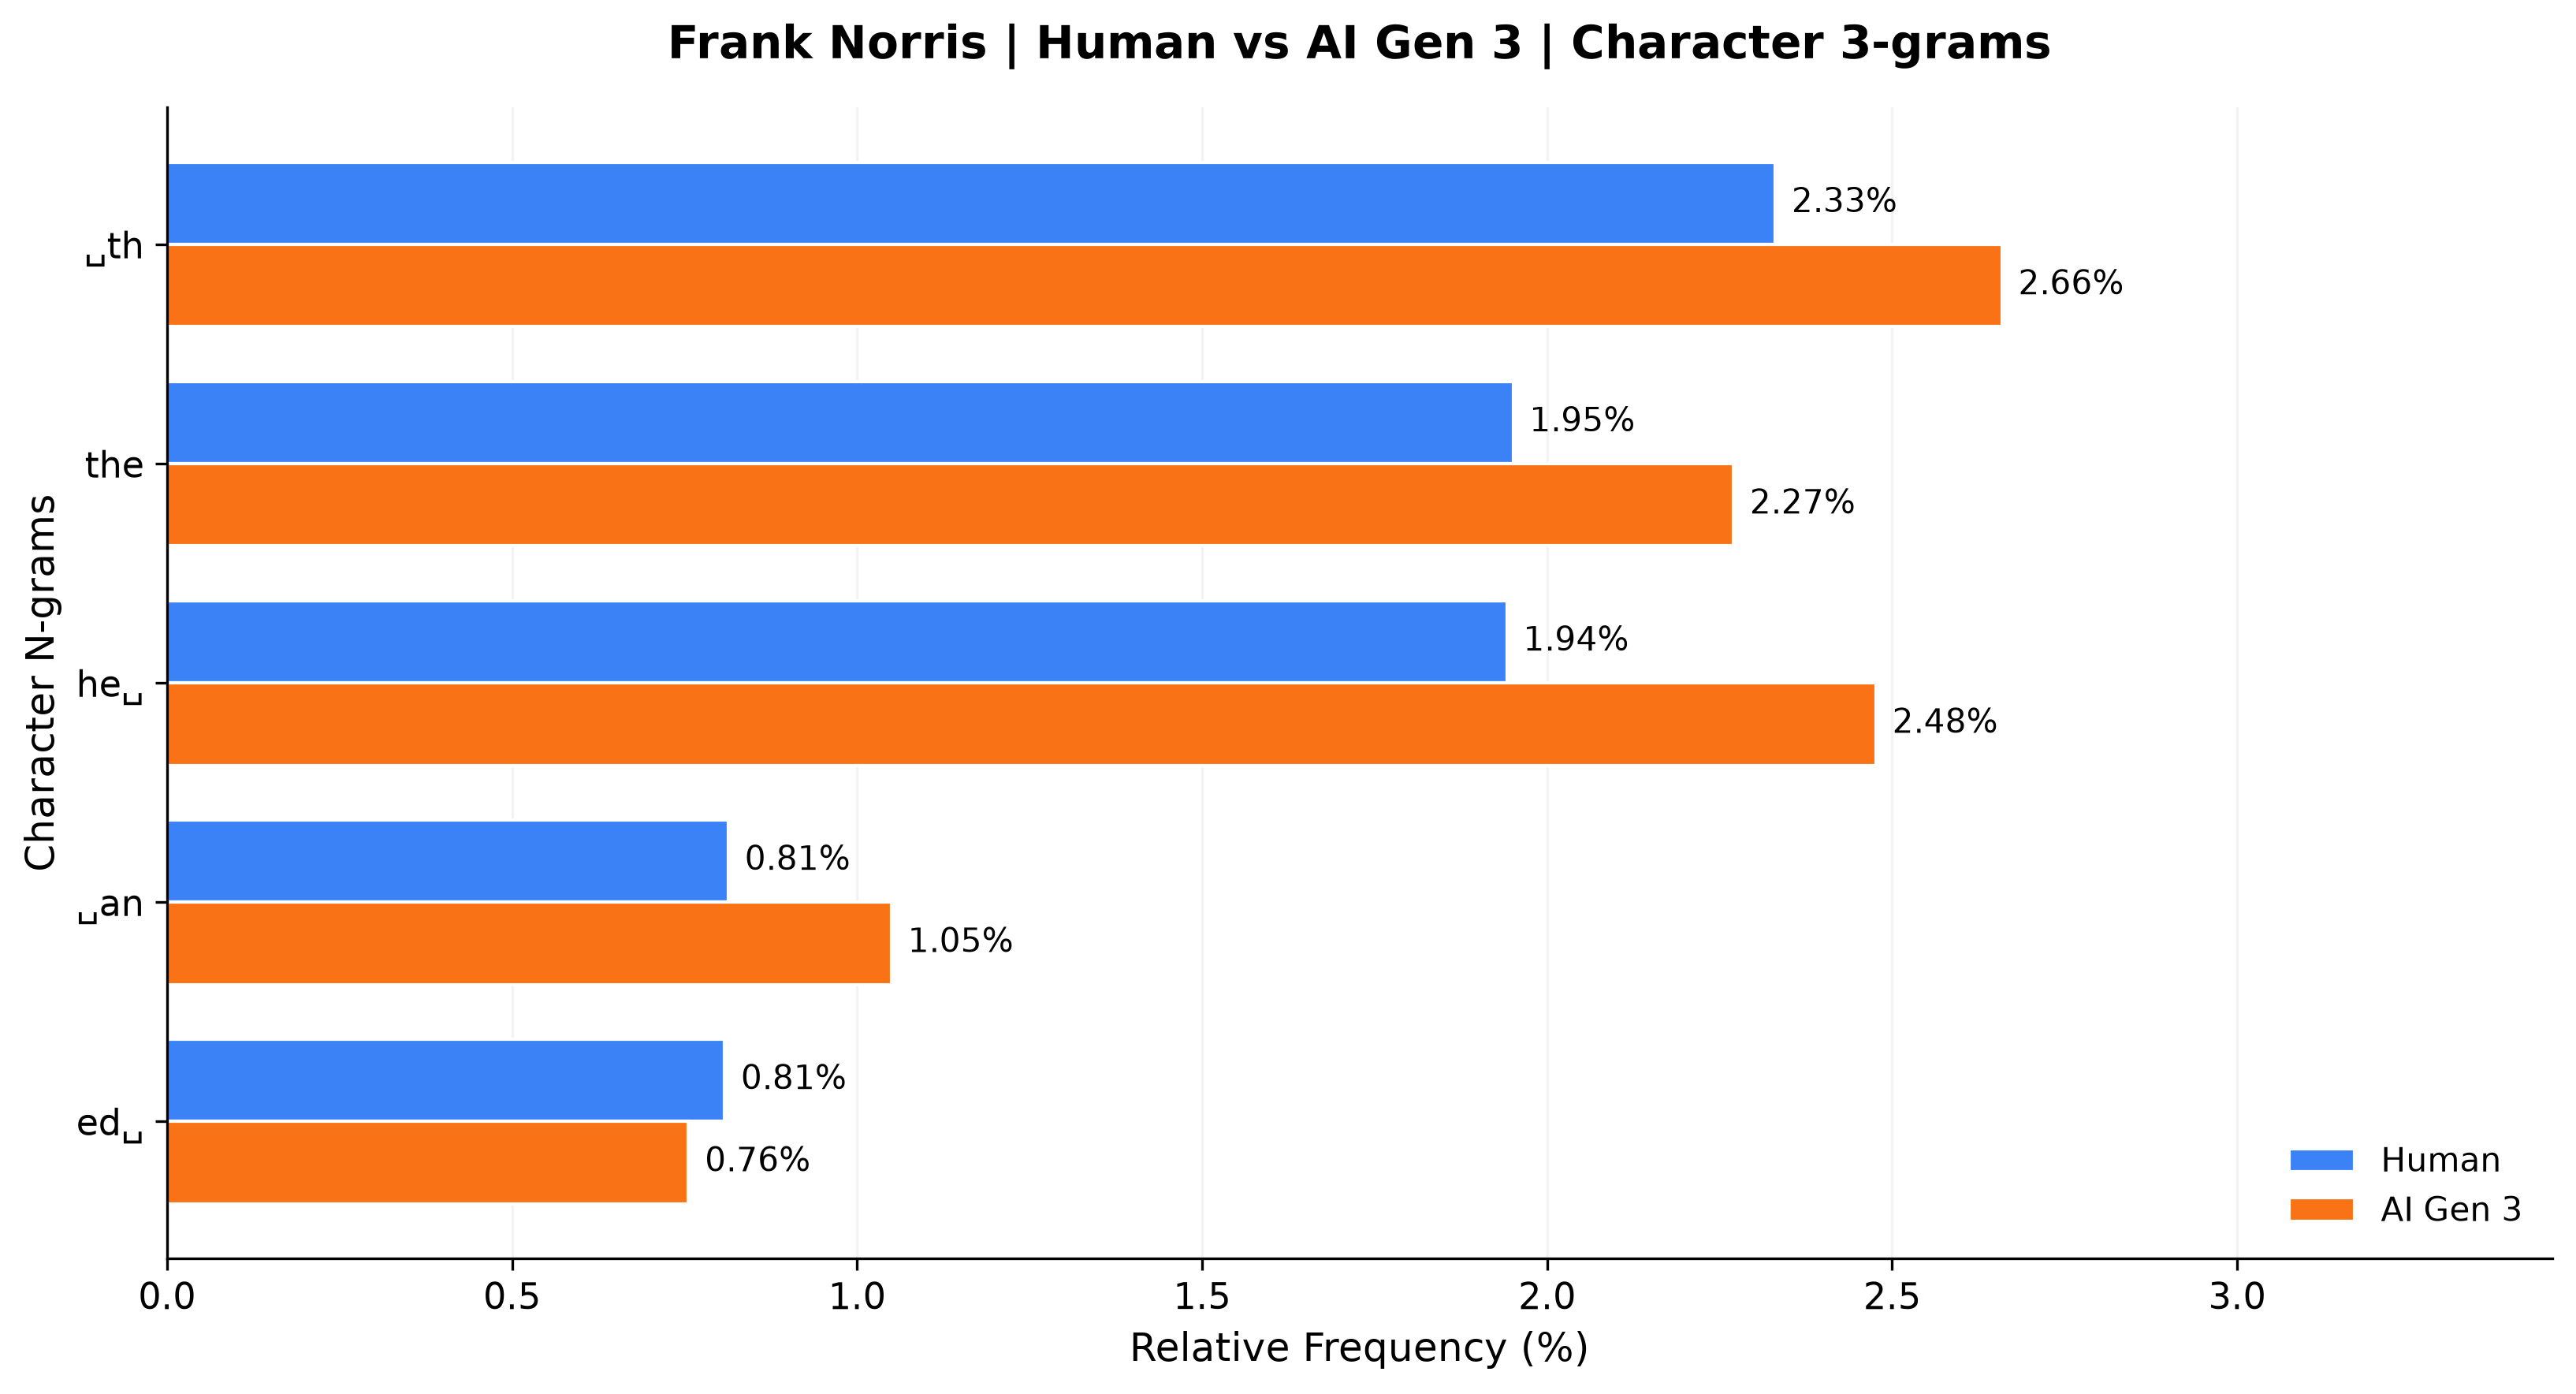 Frank Norris | Human vs AI Gen 3 | Character 3-grams
Character N-grams
␣th
2.33%
2.66%
the
1.95%
2.27%
he␣
1.94%
2.48%
␣an
0.81%
1.05%
ed␣
0.81%
0.76%
Human
AI Gen 3
0.0 0.5 1.0 1.5 2.0 2.5 3.0
Relative Frequency (%)